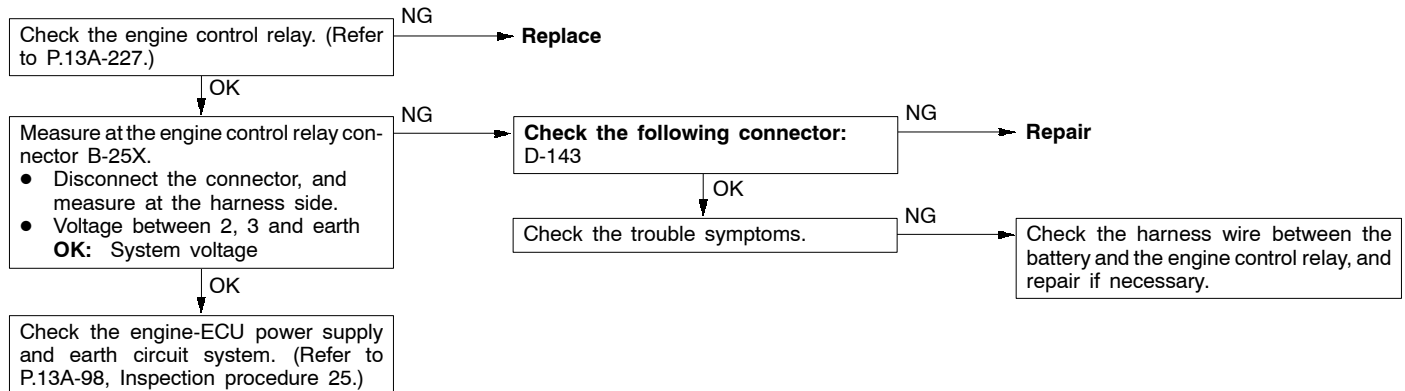 Check the engine control relay. (Refer
to P.13A-227.)
NG
Replace
OK
Measure at the engine control relay con-
nector B-25X.
● Disconnect the connector, and
measure at the harness side.
● Voltage between 2, 3 and earth
OK: System voltage
NG
Check the following connector:
D-143
NG
Repair
OK
Check the trouble symptoms.
NG
Check the harness wire between the
battery and the engine control relay, and
repair if necessary.
OK
Check the engine-ECU power supply
and earth circuit system. (Refer to
P.13A-98, Inspection procedure 25.)